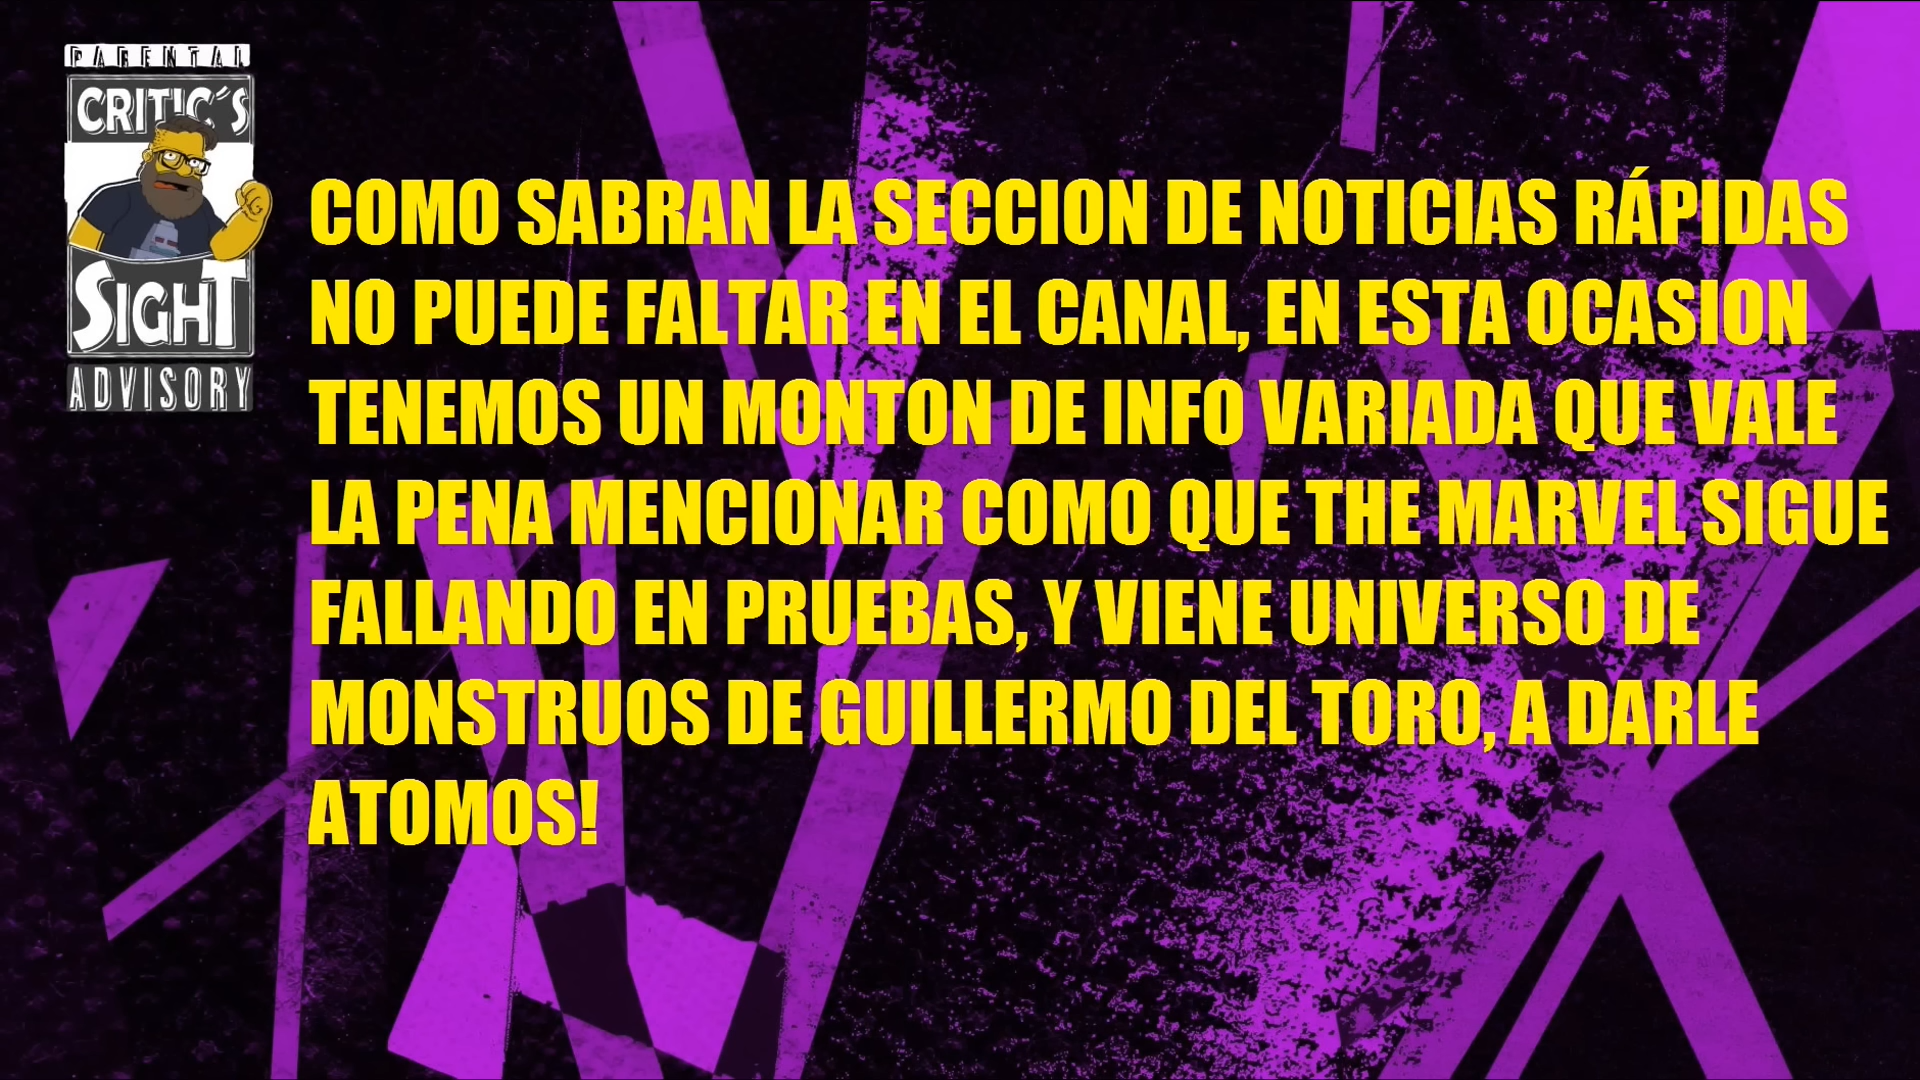 PARENTAL
CRITIC´S
SIGHT
ADVISORY
COMO SABRAN LA SECCION DE NOTICIAS RÁPIDAS
NO PUEDE FALTAR EN EL CANAL, EN ESTA OCASION
TENEMOS UN MONTON DE INFO VARIADA QUE VALE
LA PENA MENCIONAR COMO QUE THE MARVEL SIGUE
FALLANDO EN PRUEBAS, Y VIENE UNIVERSO DE
MONSTRUOS DE GUILLERMO DEL TORO, A DARLE
ATOMOS!